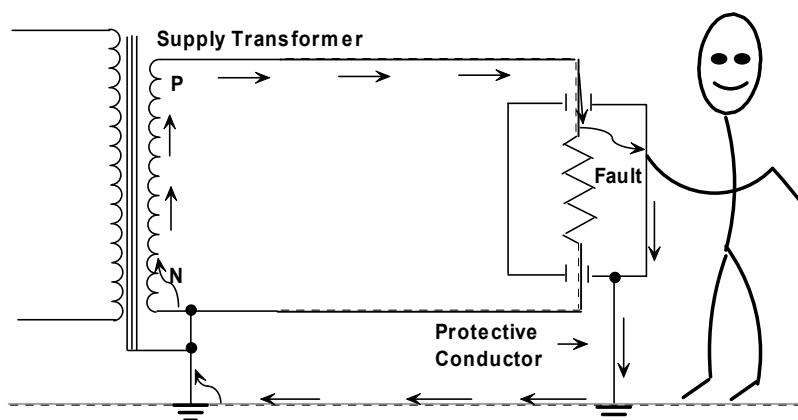 Supply Transformer
P
Fault
N
Protective
Conductor